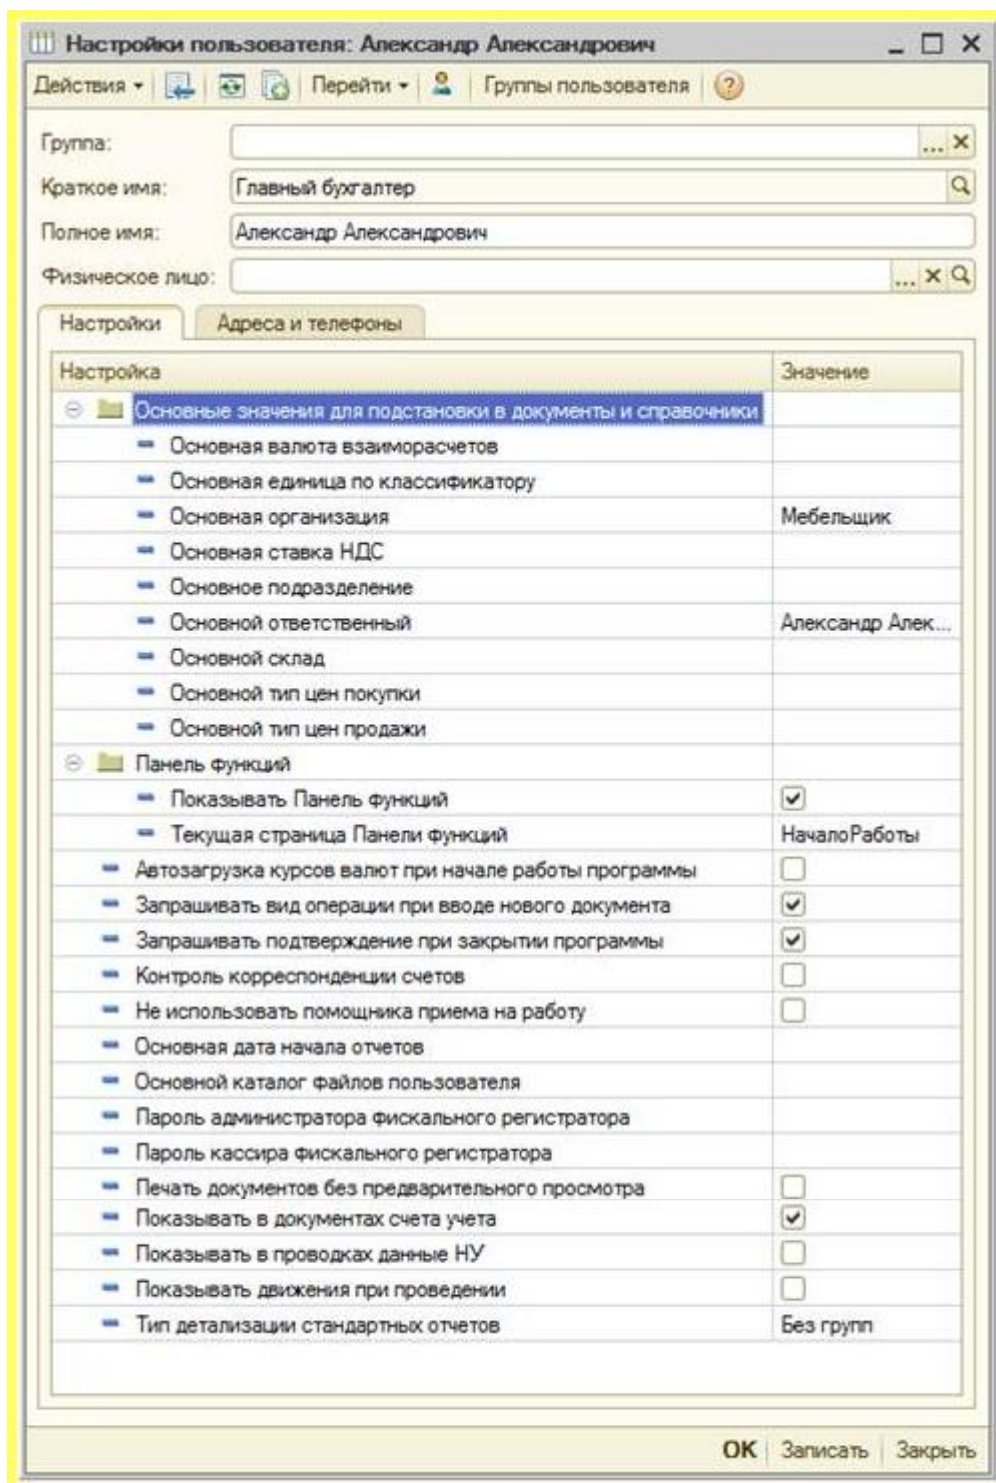 Настройки пользователя: Александр Александрович
Действия Перейти Группы пользователя ?
Группа: ...
Краткое имя: Главный бухгалтер
Полное имя: Александр Александрович
Физическое лицо: ...
Настройки Адреса и телефоны
Настройка Значение
Основные значения для подстановки в документы и справочники
Основная валюта взаиморасчетов
Основная единица по классификатору
Основная организация Мебельщик
Основная ставка НДС
Основное подразделение
Основной ответственный Александр Алек...
Основной склад
Основной тип цен покупки
Основной тип цен продажи
Панель функций
Показывать Панель функций
Текущая страница Панели функций НачалоРаботы
Автозагрузка курсов валют при начале работы программы
Запрашивать вид операции при вводе нового документа
Запрашивать подтверждение при закрытии программы
Контроль корреспонденции счетов
Не использовать помощника приема на работу
Основная дата начала отчетов
Основной каталог файлов пользователя
Пароль администратора фискального регистратора
Пароль кассира фискального регистратора
Печать документов без предварительного просмотра
Показывать в документах счета учета
Показывать в проводках данные НУ
Показывать движения при проведении
Тип детализации стандартных отчетов Без групп
OK Записать Закрыть